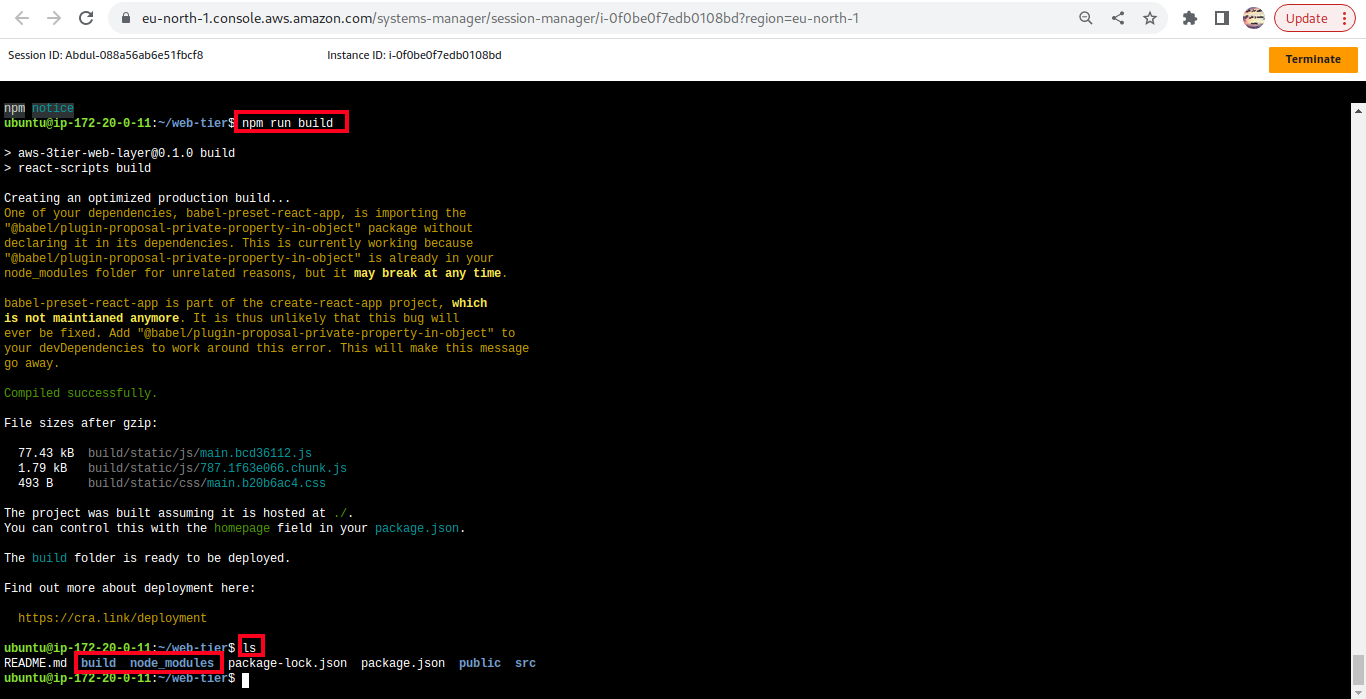 eu-north-1.console.aws.amazon.com/systems-manager/session-manager/i-0f0be0f7edb0108bd?region=eu-north-1
Update
Session ID: Abdul-088a56ab6e51fbcf8
Instance ID: i-0f0be0f7edb0108bd
Terminate
npm notice
ubuntu@ip-172-20-0-11:~/web-tier$ npm run build
> aws-3tier-web-layer@0.1.0 build
> react-scripts build
Creating an optimized production build...
One of your dependencies, babel-preset-react-app, is importing the
"@babel/plugin-proposal-private-property-in-object" package without
declaring it in its dependencies. This is currently working because
"@babel/plugin-proposal-private-property-in-object" is already in your
node_modules folder for unrelated reasons, but it may break at any time.
babel-preset-react-app is part of the create-react-app project, which
is not maintianed anymore. It is thus unlikely that this bug will
ever be fixed. Add "@babel/plugin-proposal-private-property-in-object" to
your devDependencies to work around this error. This will make this message
go away.
Compiled successfully.
File sizes after gzip:
77.43 kB build/static/js/main.bcd36112.js
1.79 kB build/static/js/787.1f63e066.chunk.js
493 B build/static/css/main.b20b6ac4.css
The project was built assuming it is hosted at ./.
You can control this with the homepage field in your package.json.
The build folder is ready to be deployed.
Find out more about deployment here:
https://cra.link/deployment
ubuntu@ip-172-20-0-11:~/web-tier$ ls
README.md build node_modules package-lock.json package.json public src
ubuntu@ip-172-20-0-11:~/web-tier$